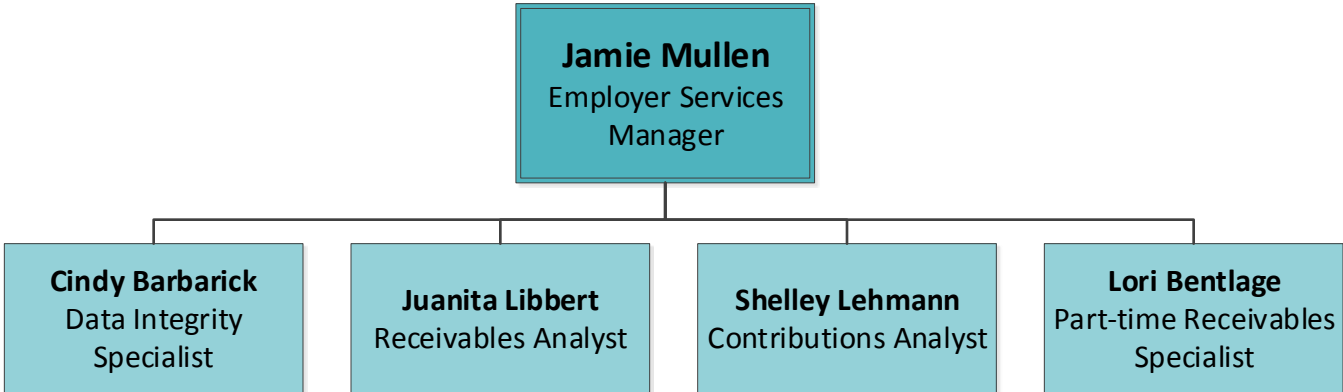 Jamie Mullen
Employer Services
Manager
Cindy Barbarick
Data Integrity
Specialist
Juanita Libbert
Receivables Analyst
Shelley Lehmann
Contributions Analyst
Lori Bentlage
Part-time Receivables
Specialist